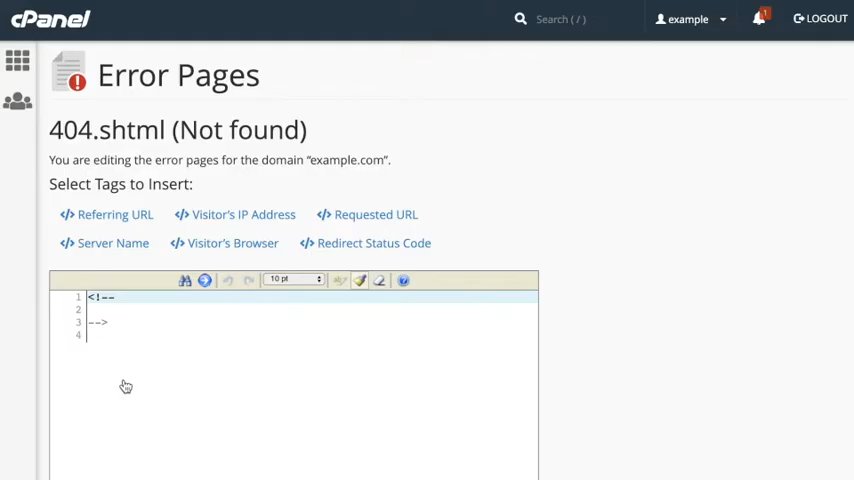 cPanel Search ( / ) example 1 LOGOUT
Error Pages
404.shtml (Not found)
You are editing the error pages for the domain “example.com”.
Select Tags to Insert:
</> Referring URL </> Visitor’s IP Address </> Requested URL
</> Server Name </> Visitor’s Browser </> Redirect Status Code
10 pt
1 <!--
2
3 -->
4